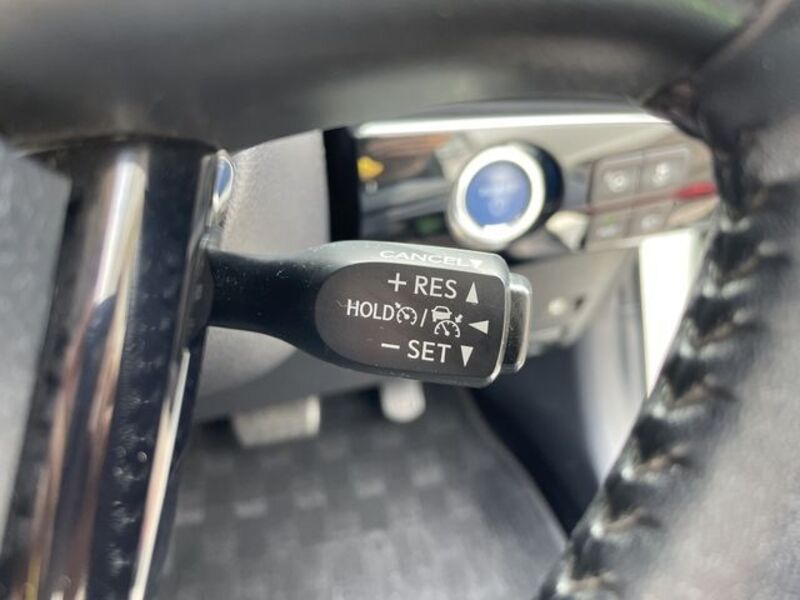 CANCEL▼
+ RES ▲
HOLD / ◀
− SET ▼